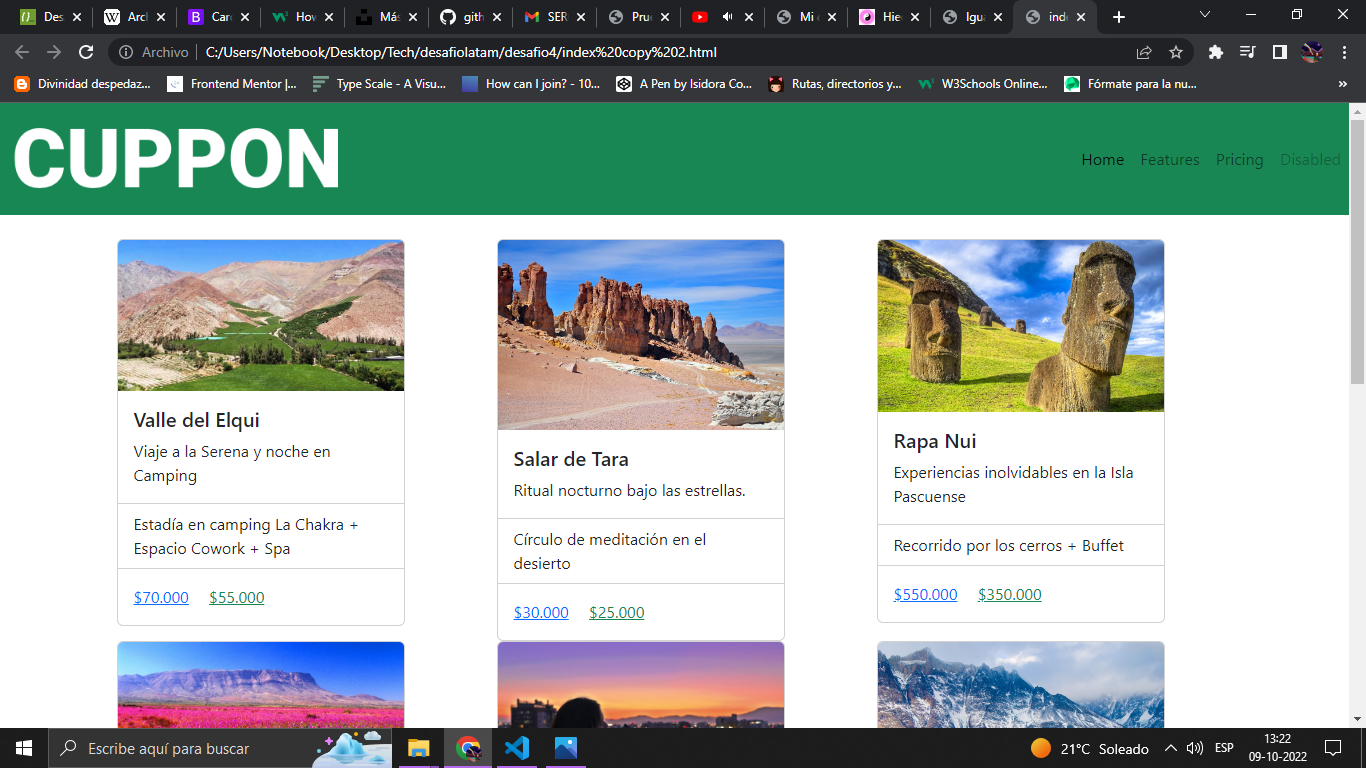 Des
Arc
Card
How
Más
gith
SER
Pru
Mi c
Hie
Igua
inde
Archivo
C:/Users/Notebook/Desktop/Tech/desafiolatam/desafio4/index%20copy%202.html
Divinidad despedaz...
Frontend Mentor |...
Type Scale - A Visu...
How can I join? - 10...
A Pen by Isidora Co...
Rutas, directorios y...
W3Schools Online...
Fórmate para la nu...
»
CUPPON
Home
Features
Pricing
Disabled
Valle del Elqui
Viaje a la Serena y noche en
Camping
Estadía en camping La Chakra +
Espacio Cowork + Spa
$70.000 $55.000
Salar de Tara
Ritual nocturno bajo las estrellas.
Círculo de meditación en el
desierto
$30.000 $25.000
Rapa Nui
Experiencias inolvidables en la Isla
Pascuense
Recorrido por los cerros + Buffet
$550.000 $350.000
Escribe aquí para buscar
21°C Soleado
ESP
13:22
09-10-2022